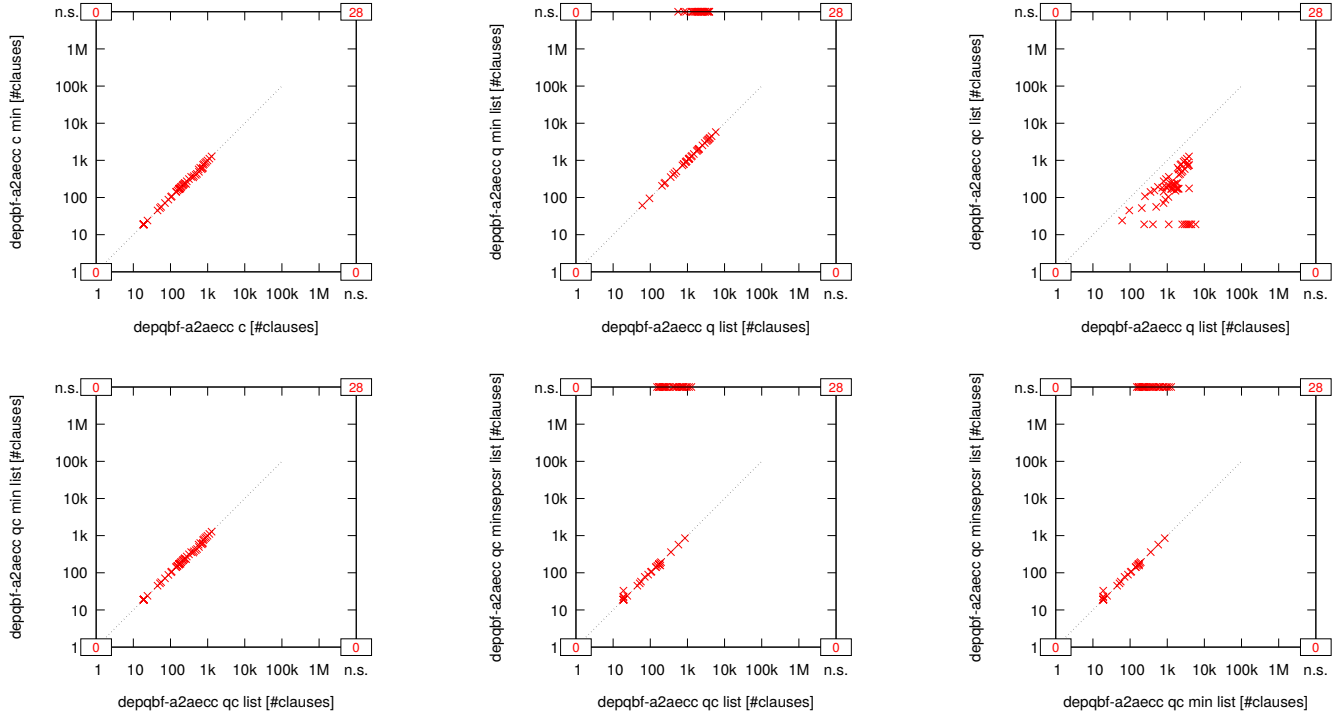 depqbf-a2aecc c min [#clauses]
n.s.
1M
100k
10k
1k
100
10
1
0
28
0
0
1 10 100 1k 10k 100k 1M n.s.
depqbf-a2aecc c [#clauses]
depqbf-a2aecc q min list [#clauses]
n.s.
1M
100k
10k
1k
100
10
1
0
28
0
0
1 10 100 1k 10k 100k 1M n.s.
depqbf-a2aecc q list [#clauses]
depqbf-a2aecc qc list [#clauses]
n.s.
1M
100k
10k
1k
100
10
1
0
28
0
0
1 10 100 1k 10k 100k 1M n.s.
depqbf-a2aecc q list [#clauses]
depqbf-a2aecc qc min list [#clauses]
n.s.
1M
100k
10k
1k
100
10
1
0
28
0
0
1 10 100 1k 10k 100k 1M n.s.
depqbf-a2aecc qc list [#clauses]
depqbf-a2aecc qc minsepcsr list [#clauses]
n.s.
1M
100k
10k
1k
100
10
1
0
28
0
0
1 10 100 1k 10k 100k 1M n.s.
depqbf-a2aecc qc list [#clauses]
depqbf-a2aecc qc minsepcsr list [#clauses]
n.s.
1M
100k
10k
1k
100
10
1
0
28
0
0
1 10 100 1k 10k 100k 1M n.s.
depqbf-a2aecc qc min list [#clauses]